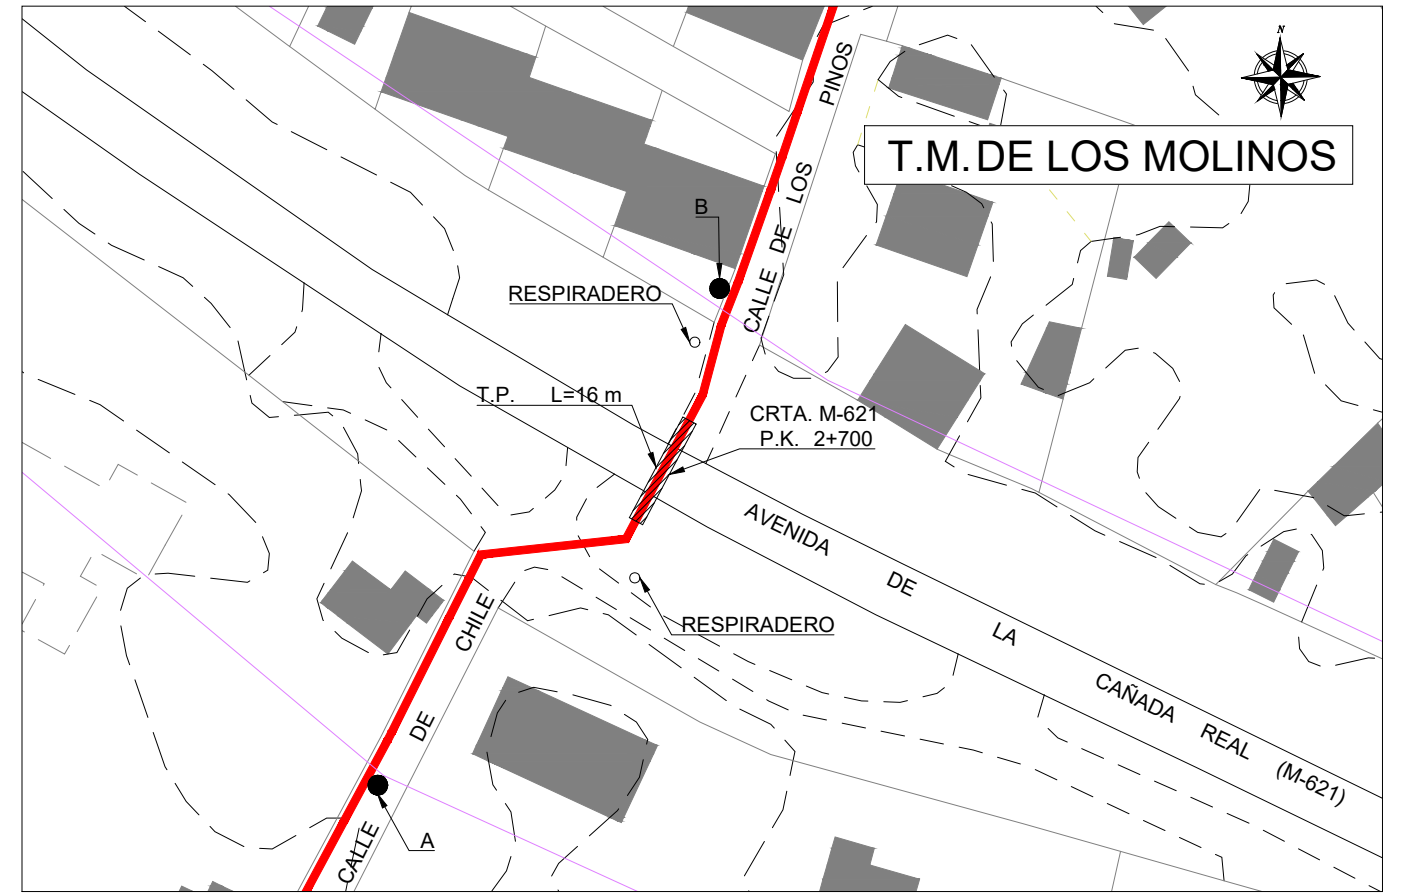 N
T.M. DE LOS MOLINOS
CALLE DE LOS PINOS
B
RESPIRADERO
T.P. L=16 m
CRTA. M-621
P.K. 2+700
AVENIDA DE LA CAÑADA REAL (M-621)
RESPIRADERO
CALLE DE CHILE
A